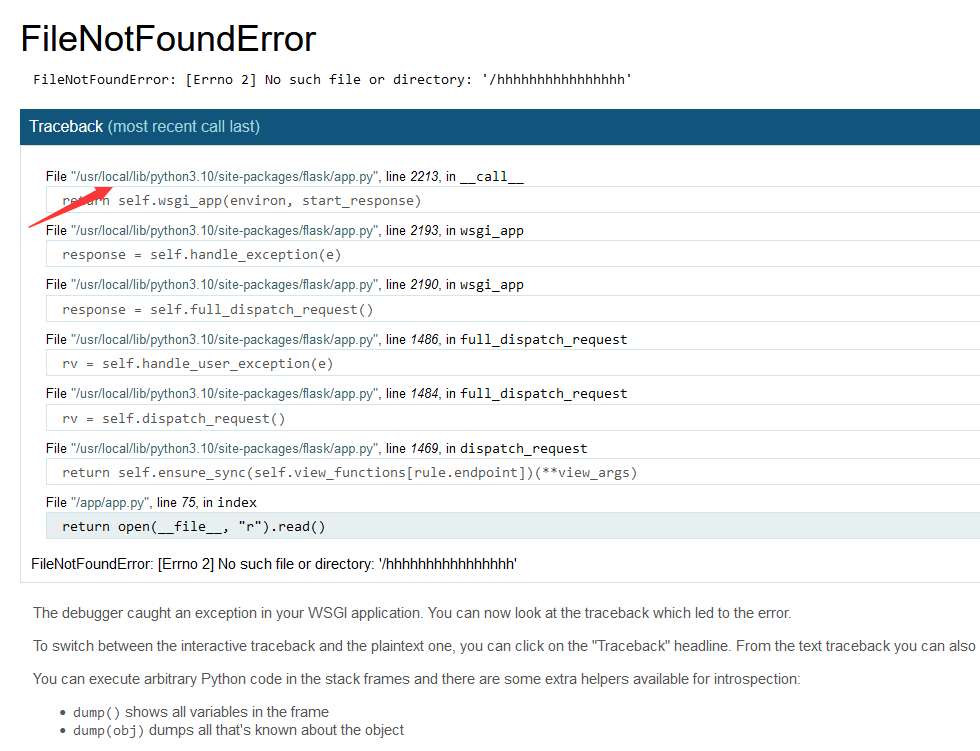 FileNotFoundError
FileNotFoundError: [Errno 2] No such file or directory: '/hhhhhhhhhhhhhhhh'
Traceback (most recent call last)
File "/usr/local/lib/python3.10/site-packages/flask/app.py", line 2213, in __call__
return self.wsgi_app(environ, start_response)
File "/usr/local/lib/python3.10/site-packages/flask/app.py", line 2193, in wsgi_app
response = self.handle_exception(e)
File "/usr/local/lib/python3.10/site-packages/flask/app.py", line 2190, in wsgi_app
response = self.full_dispatch_request()
File "/usr/local/lib/python3.10/site-packages/flask/app.py", line 1486, in full_dispatch_request
rv = self.handle_user_exception(e)
File "/usr/local/lib/python3.10/site-packages/flask/app.py", line 1484, in full_dispatch_request
rv = self.dispatch_request()
File "/usr/local/lib/python3.10/site-packages/flask/app.py", line 1469, in dispatch_request
return self.ensure_sync(self.view_functions[rule.endpoint])(**view_args)
File "/app/app.py", line 75, in index
return open(__file__, "r").read()
FileNotFoundError: [Errno 2] No such file or directory: '/hhhhhhhhhhhhhhhh'
The debugger caught an exception in your WSGI application. You can now look at the traceback which led to the error.
To switch between the interactive traceback and the plaintext one, you can click on the "Traceback" headline. From the text traceback you can also
You can execute arbitrary Python code in the stack frames and there are some extra helpers available for introspection:
• dump() shows all variables in the frame
• dump(obj) dumps all that's known about the object